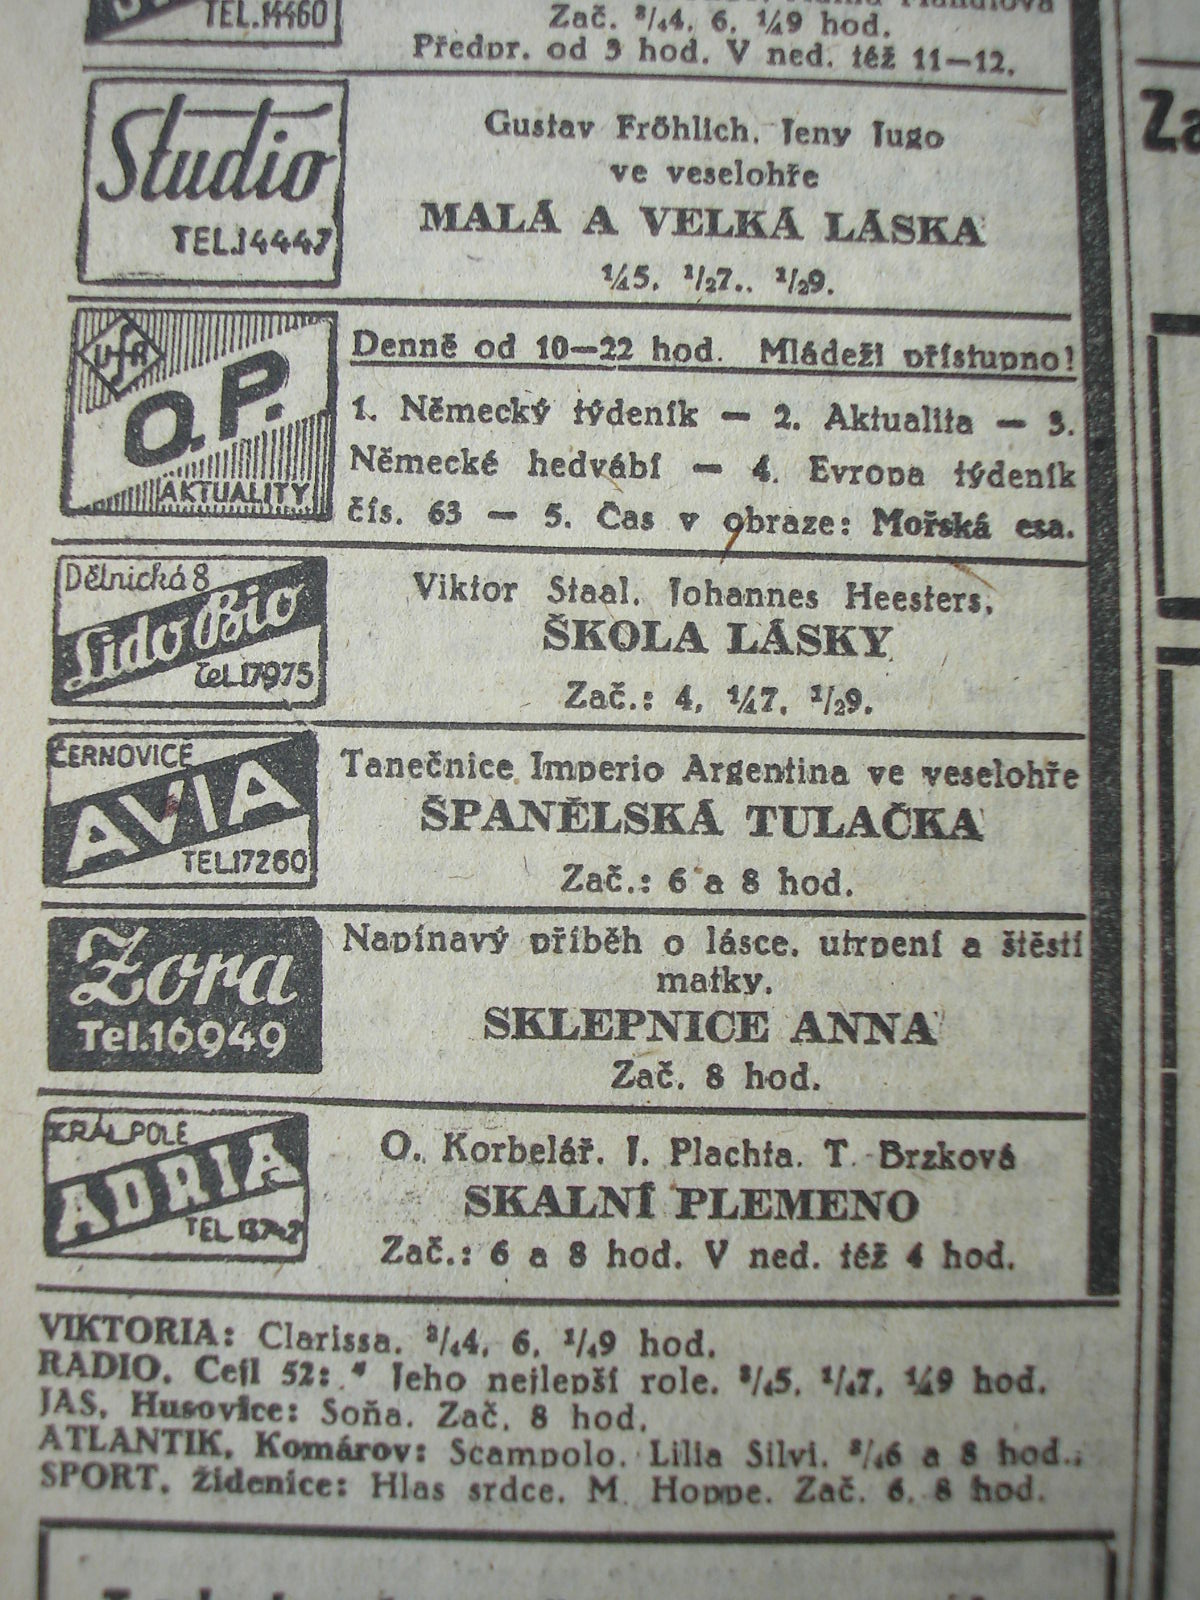 TEL.14460
Zač. ¾4, 6, ¼9 hod.
Předpr. od 3 hod. V ned. též 11—12.
Za
Studio
TEL.14447
Gustav Fröhlich, Jeny Jugo
ve veselohře
MALÁ A VELKÁ LÁSKA
¼5, ½7., ½9.
Ufa
O.P.
AKTUALITY
Denně od 10—22 hod. Mládeži přístupno!
1. Německý týdeník — 2. Aktualita — 3.
Německé hedvábí — 4. Evropa týdeník
čís. 63 — 5. Čas v obraze: Mořská esa.
Dělnická 8
Lido Bio
Tel.17975
Viktor Staal, Johannes Heesters,
ŠKOLA LÁSKY
Zač.: 4, ¼7, ½9.
ČERNOVICE
AVIA
TEL.17260
Tanečnice Imperio Argentina ve veselohře
ŠPANĚLSKÁ TULAČKA
Zač.: 6 a 8 hod.
Zora
Tel.16949
Napínavý příběh o lásce, utrpení a štěstí
matky.
SKLEPNICE ANNA
Zač. 8 hod.
KRÁL.POLE
ADRIA
TEL.
O. Korbelář, J. Plachta, T. Brzková
SKALNÍ PLEMENO
Zač.: 6 a 8 hod. V ned. též 4 hod.
VIKTORIA: Clarissa. ¾4, 6, ¼9 hod.
RADIO, Cejl 52: Jeho nejlepší role. ¾5, ¼7, ¼9 hod.
JAS, Husovice: Soňa. Zač. 8 hod.
ATLANTIK, Komárov: Scampolo. Lilia Silvi. ¾6 a 8 hod.
SPORT, Židenice: Hlas srdce. M. Hoppe. Zač. 6, 8 hod.